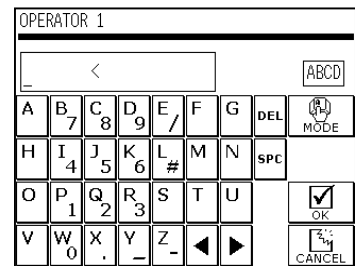 OPERATOR 1
_ < ABCD
A B 7 C 8 D 9 E / F G DEL MODE
H I 4 J 5 K 6 L # M N SPC
O P 1 Q 2 R 3 S T U OK
V W 0 X . Y _ Z - ◀ ▶ CANCEL